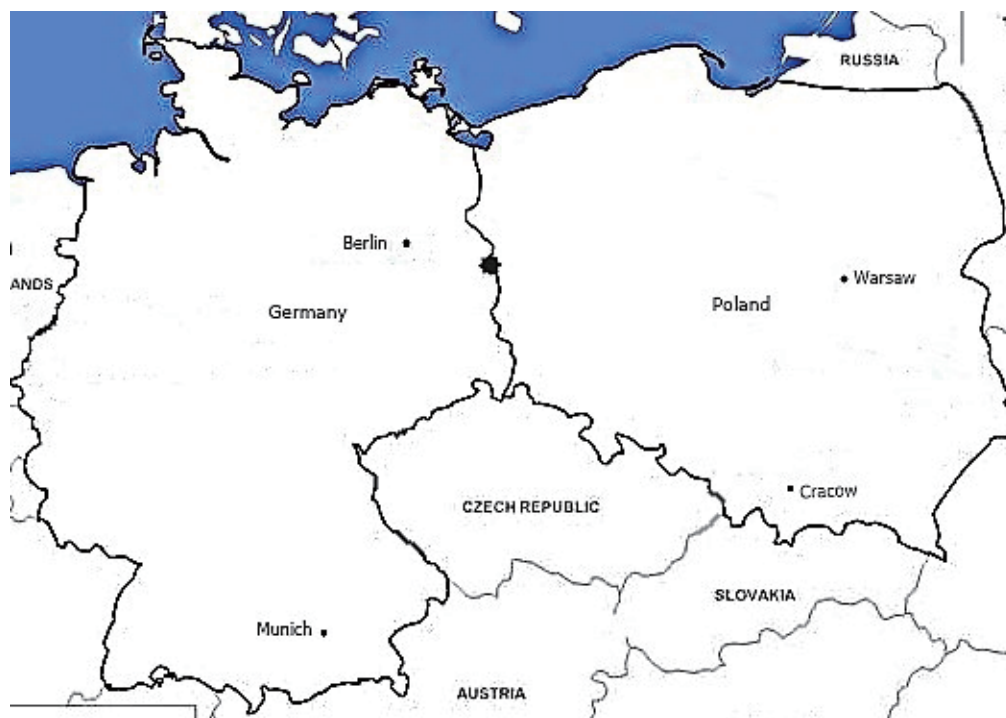 RUSSIA
Berlin
Warsaw
ANDS
Germany
Poland
Cracow
CZECH REPUBLIC
SLOVAKIA
Munich
AUSTRIA